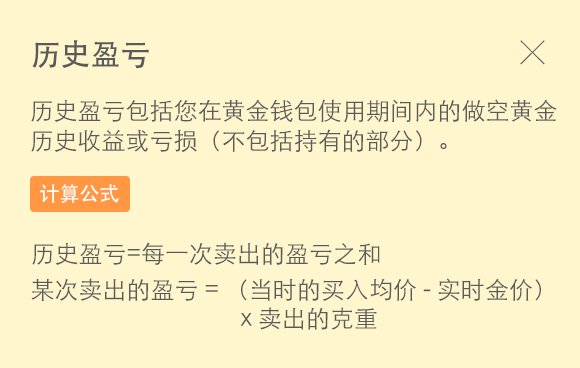 历史盈亏
历史盈亏包括您在黄金钱包使用期间内的做空黄金
历史收益或亏损（不包括持有的部分）。
计算公式
历史盈亏=每一次卖出的盈亏之和
某次卖出的盈亏 = （当时的买入均价 - 实时金价）
x 卖出的克重